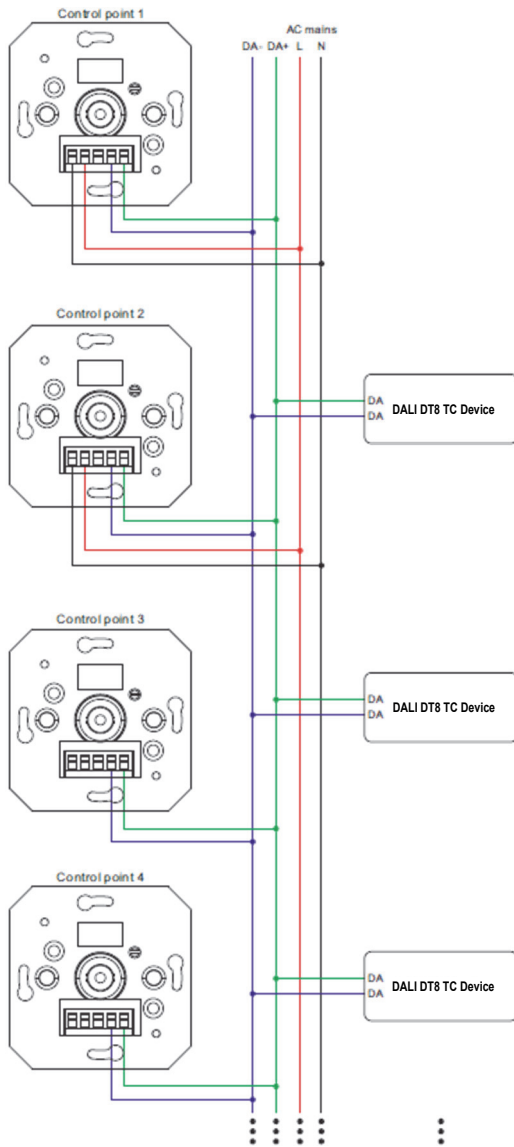 Control point 1
AC mains
DA- DA+ L N
Control point 2
DA
DA
DALI DT8 TC Device
Control point 3
DA
DA
DALI DT8 TC Device
Control point 4
DA
DA
DALI DT8 TC Device